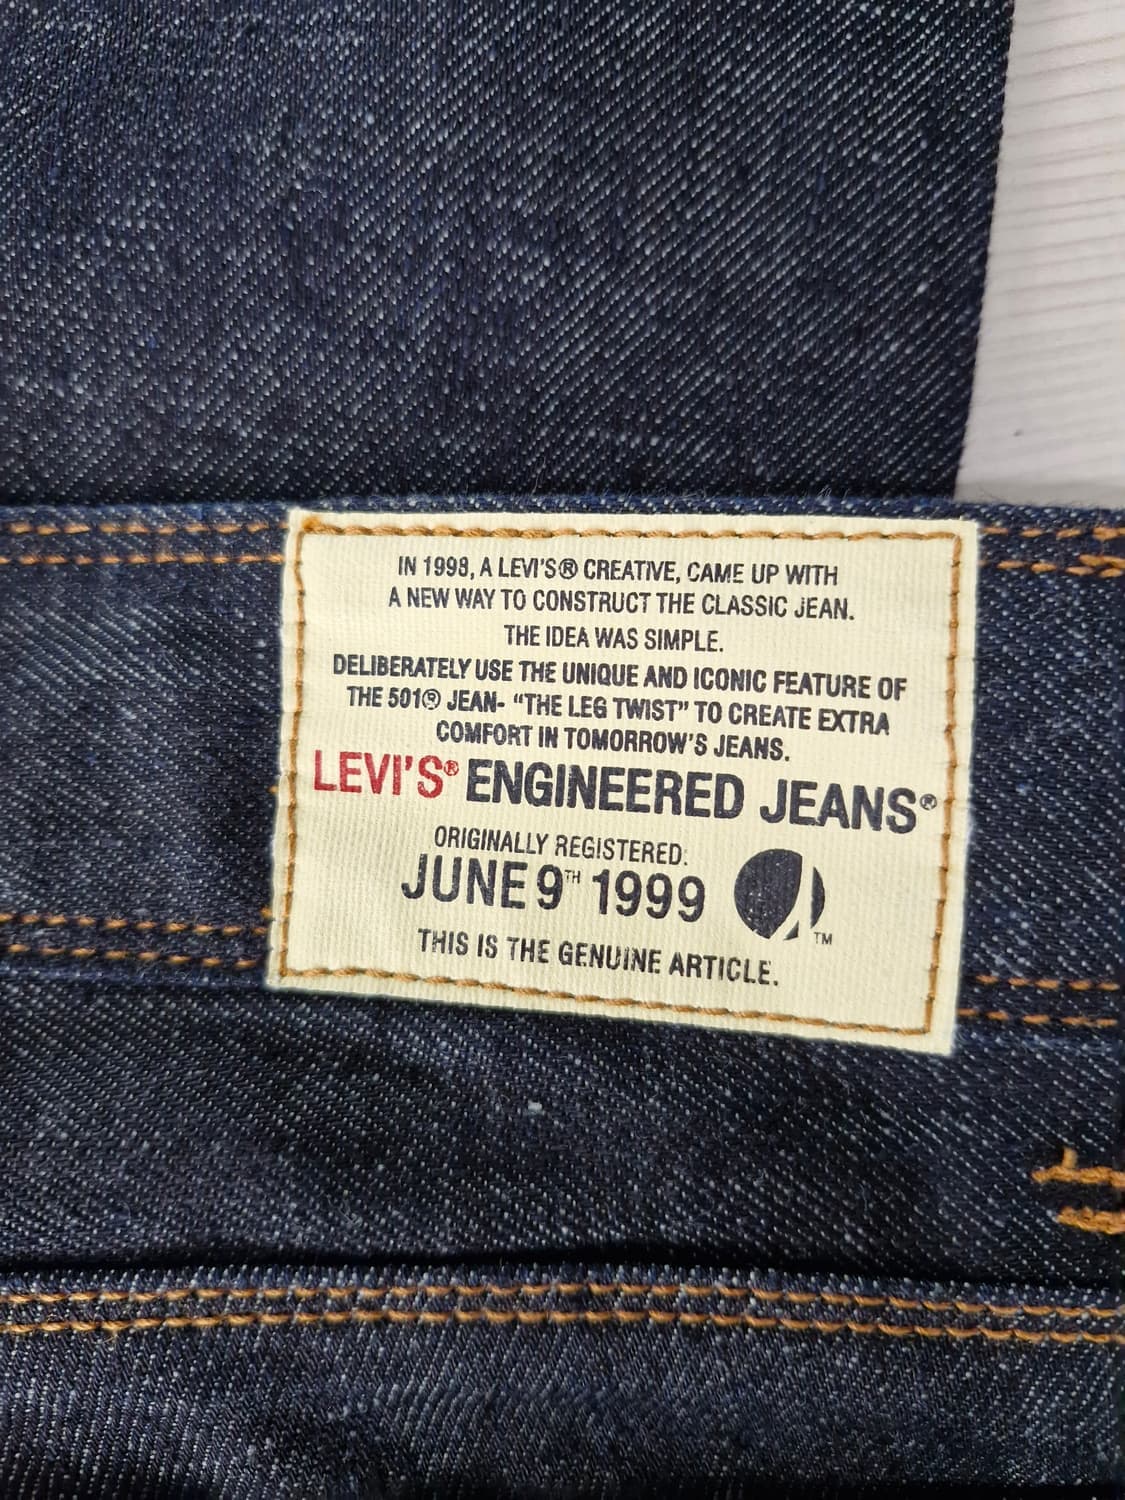 IN 1998, A LEVI'S® CREATIVE, CAME UP WITH
A NEW WAY TO CONSTRUCT THE CLASSIC JEAN.
THE IDEA WAS SIMPLE.
DELIBERATELY USE THE UNIQUE AND ICONIC FEATURE OF
THE 501® JEAN- "THE LEG TWIST" TO CREATE EXTRA
COMFORT IN TOMORROW'S JEANS.
LEVI'S® ENGINEERED JEANS®
ORIGINALLY REGISTERED:
JUNE 9TH 1999
TM
THIS IS THE GENUINE ARTICLE.